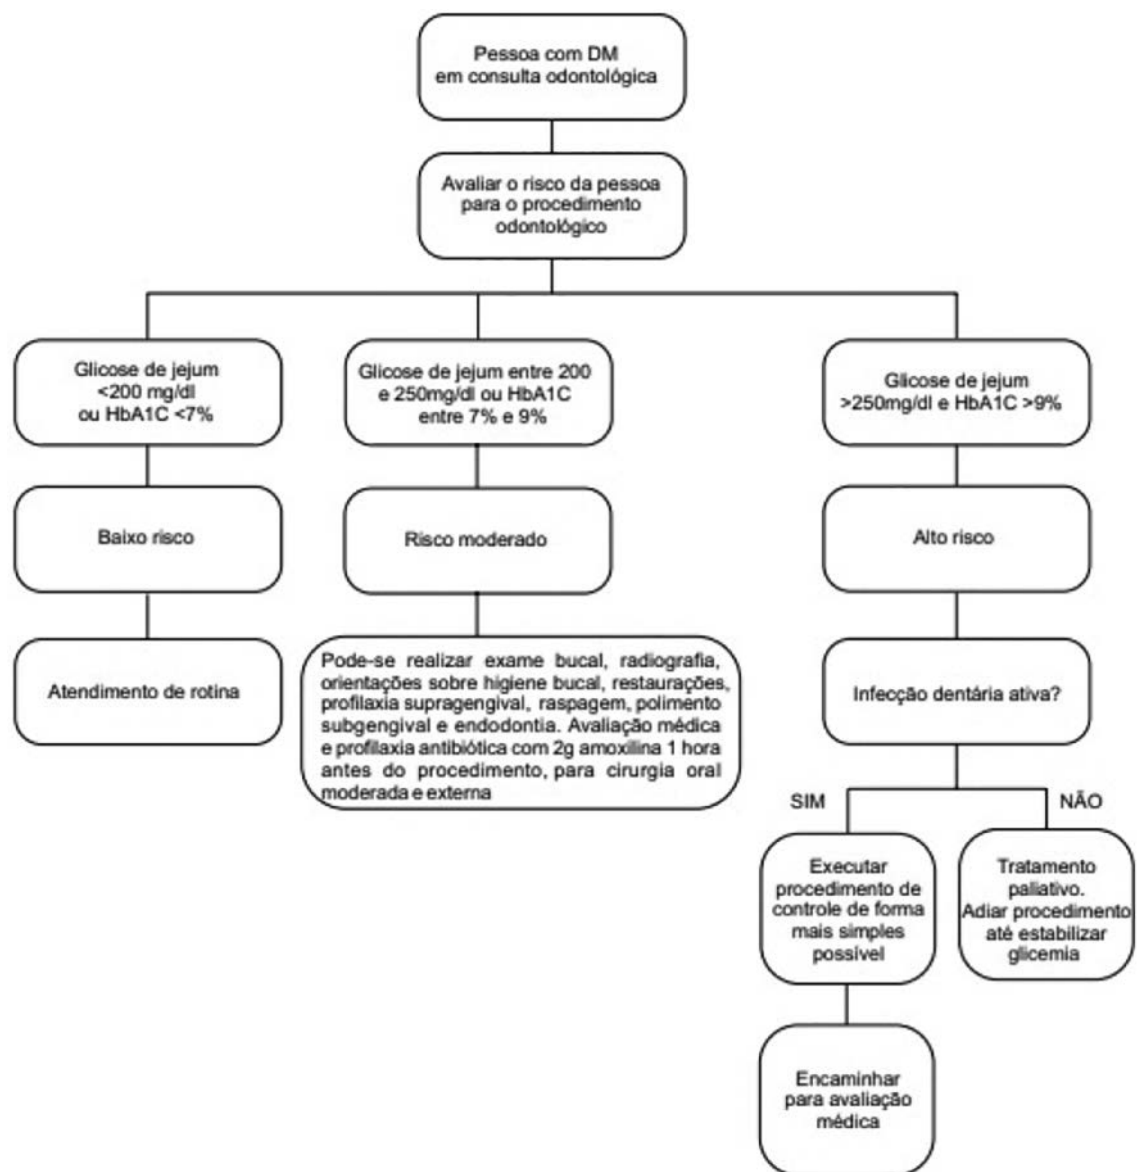 Pessoa com DM
em consulta odontológica
Avaliar o risco da pessoa
para o procedimento
odontológico
Glicose de jejum
<200 mg/dl
ou HbA1C <7%
Glicose de jejum entre 200
e 250mg/dl ou HbA1C
entre 7% e 9%
Glicose de jejum
>250mg/dl e HbA1C >9%
Baixo risco
Risco moderado
Alto risco
Atendimento de rotina
Pode-se realizar exame bucal, radiografia,
orientações sobre higiene bucal, restaurações,
profilaxia supragengival, raspagem, polimento
subgengival e endodontia. Avaliação médica
e profilaxia antibiótica com 2g amoxilina 1 hora
antes do procedimento, para cirurgia oral
moderada e externa
Infecção dentária ativa?
SIM
NÃO
Executar
procedimento de
controle de forma
mais simples
possível
Tratamento
paliativo.
Adiar procedimento
até estabilizar
glicemia
Encaminhar
para avaliação
médica